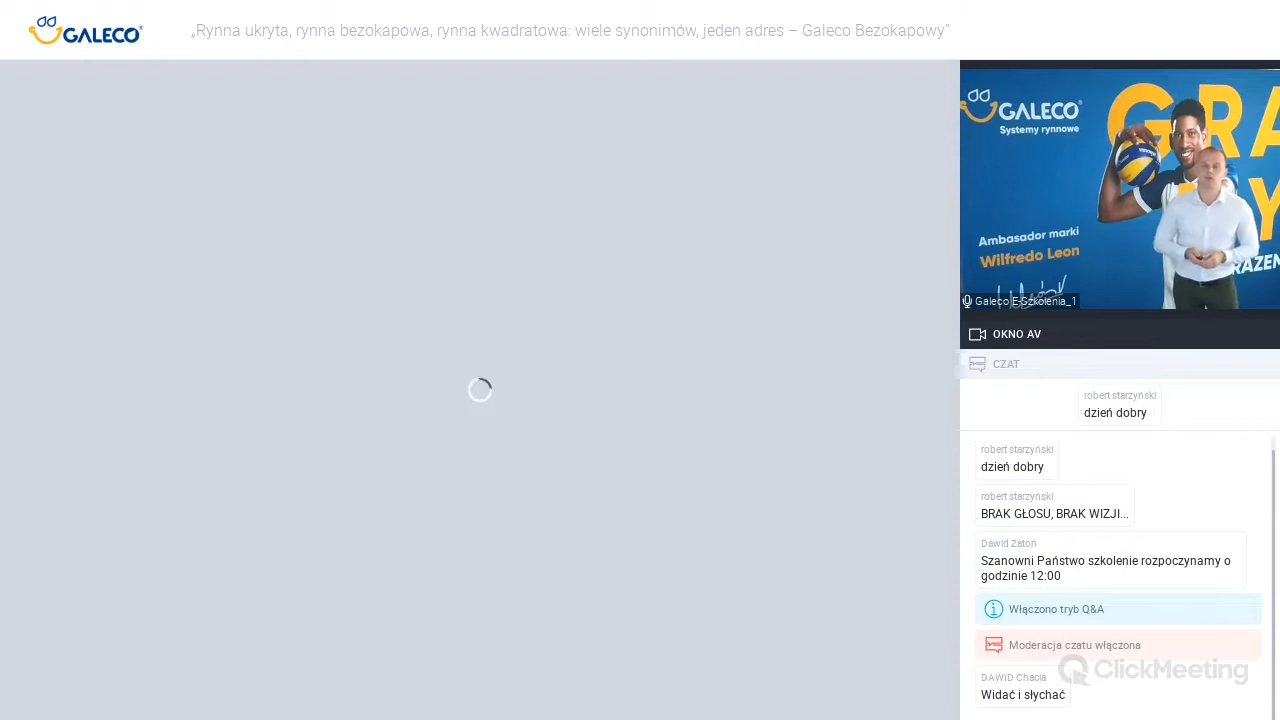 GALECO
„Rynna ukryta, rynna bezokapowa, rynna kwadratowa: wiele synonimów, jeden adres – Galeco Bezokapowy”
GALECO
Systemy rynnowe
Ambasador marki
Wilfredo Leon
Galeco E-Szkolenia_1
OKNO AV
CZAT
robert starzyński
dzień dobry
robert starzyński
dzień dobry
robert starzyński
BRAK GŁOSU, BRAK WIZJI...
Dawid Zatoń
Szanowni Państwo szkolenie rozpoczynamy o
godzinie 12:00
Włączono tryb Q&A
Moderacja czatu włączona
ClickMeeting
DAWID Chacia
Widać i słychać